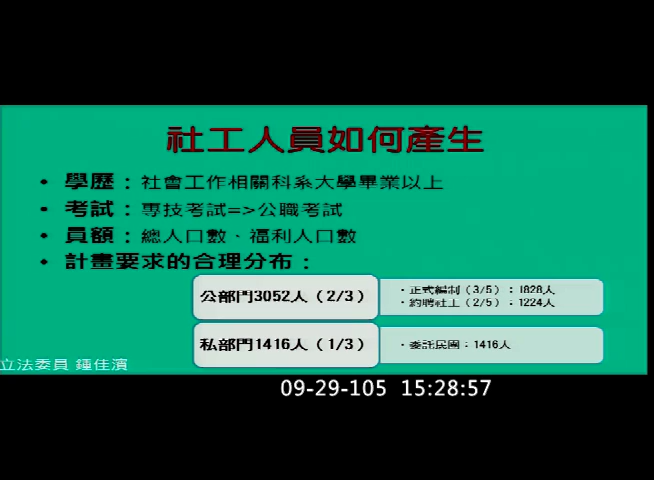 社工人員如何產生
• 學歷：社會工作相關科系大學畢業以上
• 考試：專技考試=>公職考試
• 員額：總人口數、福利人口數
• 計畫要求的合理分布：
公部門3052人（2/3）
・正式編制（3/5）：1828人
・約聘社工（2/5）：1224人
私部門1416人（1/3）
・委託民團：1416人
立法委員 鍾佳濱
09-29-105 15:28:57